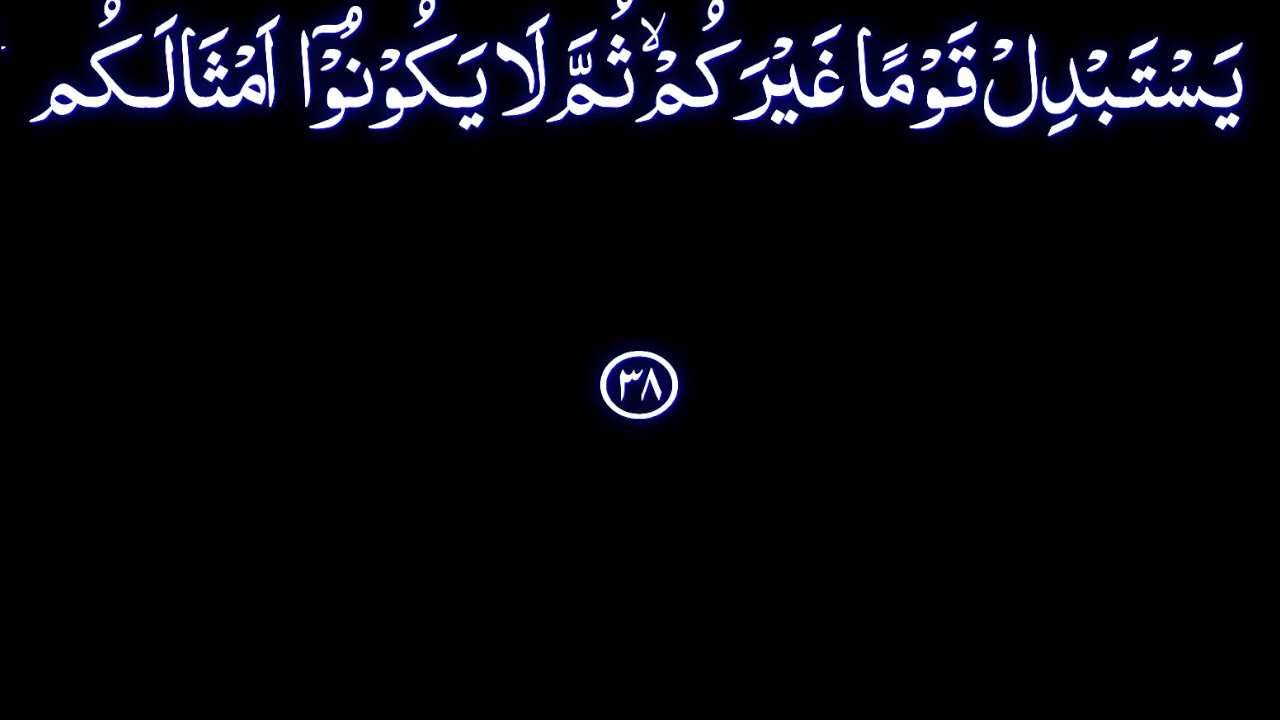 يَسْتَبْدِلْ قَوْمًا غَيْرَكُمْ ۙ ثُمَّ لَا يَكُوْنُوْۤا اَمْثَالَكُم
٣٨